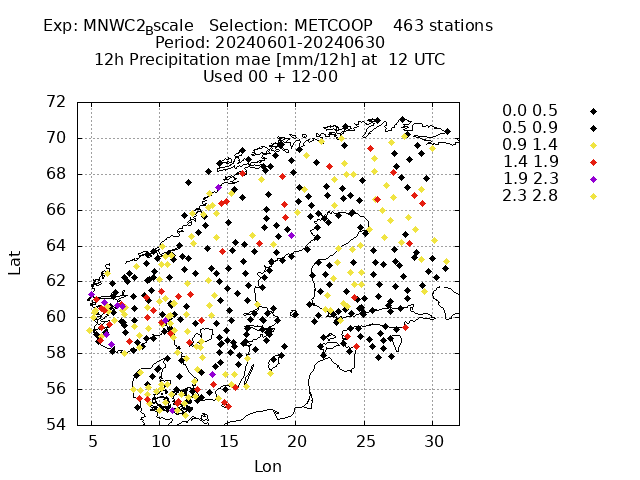 Exp: MNWC2Bscale   Selection: METCOOP    463 stations
Period: 20240601-20240630
12h Precipitation mae [mm/12h] at  12 UTC
Used 00 + 12-00
0.0 0.5
0.5 0.9
0.9 1.4
1.4 1.9
1.9 2.3
2.3 2.8
72
70
68
66
64
62
60
58
56
54
Lat
5 10 15 20 25 30
Lon